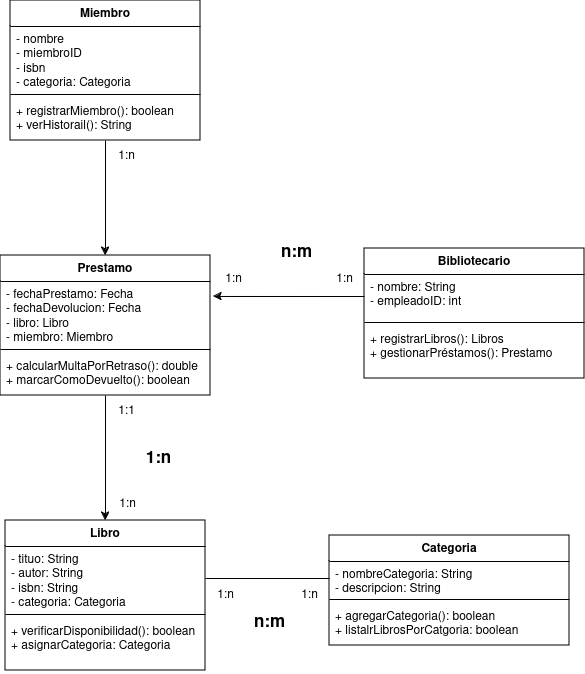 Miembro
- nombre
- miembroID
- isbn
- categoria: Categoria
+ registrarMiembro(): boolean
+ verHistorail(): String
1:n
n:m
Prestamo
- fechaPrestamo: Fecha
- fechaDevolucion: Fecha
- libro: Libro
- miembro: Miembro
+ calcularMultaPorRetraso(): double
+ marcarComoDevuelto(): boolean
1:n
1:n
Bibliotecario
- nombre: String
- empleadoID: int
+ registrarLibros(): Libros
+ gestionarPréstamos(): Prestamo
1:1
1:n
1:n
Libro
- tituo: String
- autor: String
- isbn: String
- categoria: Categoria
+ verificarDisponibilidad(): boolean
+ asignarCategoria: Categoria
1:n
1:n
n:m
Categoria
- nombreCategoria: String
- descripcion: String
+ agregarCategoria(): boolean
+ listalrLibrosPorCatgoria: boolean